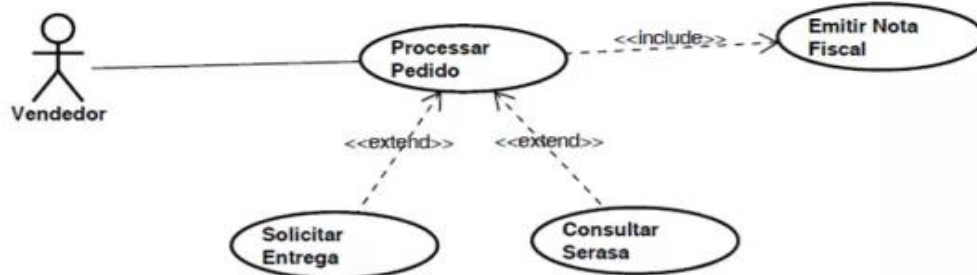 Emitir Nota
Fiscal
<<include>>
Processar
Pedido
Vendedor
<<extend>>
<<extend>>
Solicitar
Entrega
Consultar
Serasa